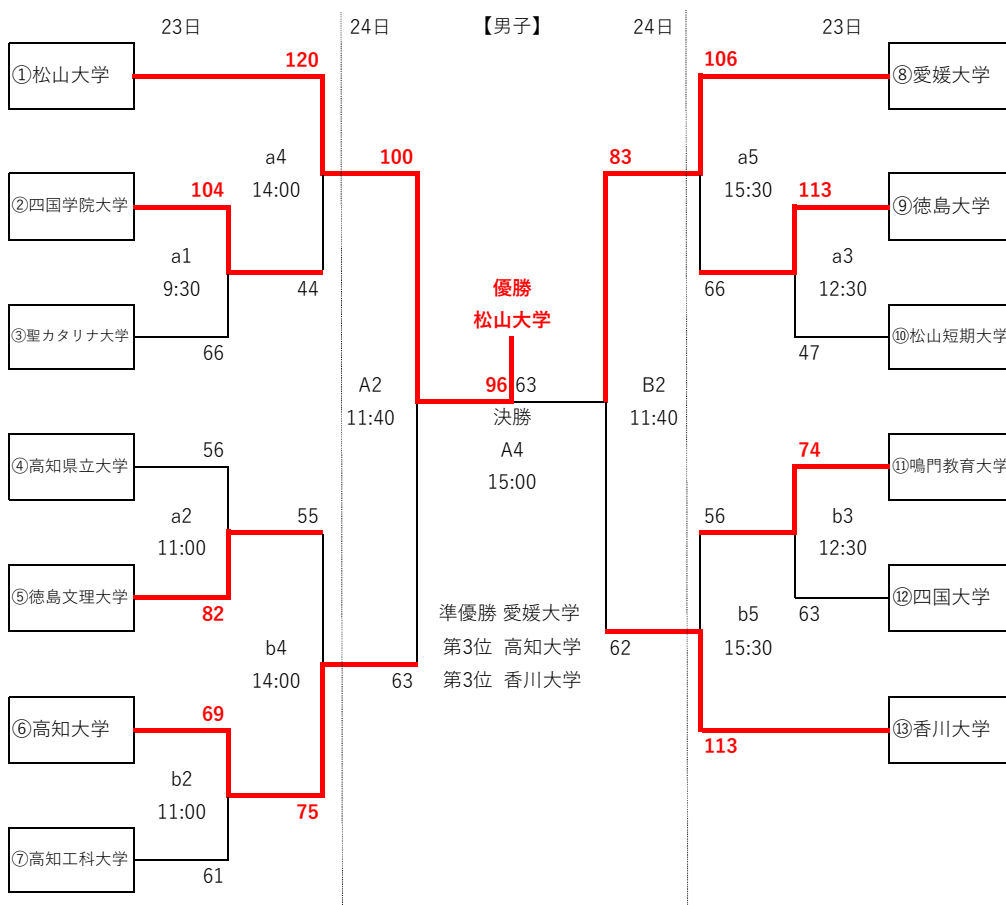 23日
24日
【男子】
24日
23日
①松山大学
120
106
⑧愛媛大学
a4
14:00
100
83
a5
15:30
②四国学院大学
104
113
⑨徳島大学
a1
9:30
44
優勝
松山大学
66
a3
12:30
③聖カタリナ大学
66
47
⑩松山短期大学
A2
11:40
96
63
決勝
A4
15:00
B2
11:40
④高知県立大学
56
74
⑪鳴門教育大学
a2
11:00
55
56
b3
12:30
⑤徳島文理大学
82
63
⑫四国大学
b4
14:00
63
準優勝 愛媛大学
第3位 高知大学
第3位 香川大学
62
b5
15:30
⑥高知大学
69
113
⑬香川大学
b2
11:00
75
⑦高知工科大学
61